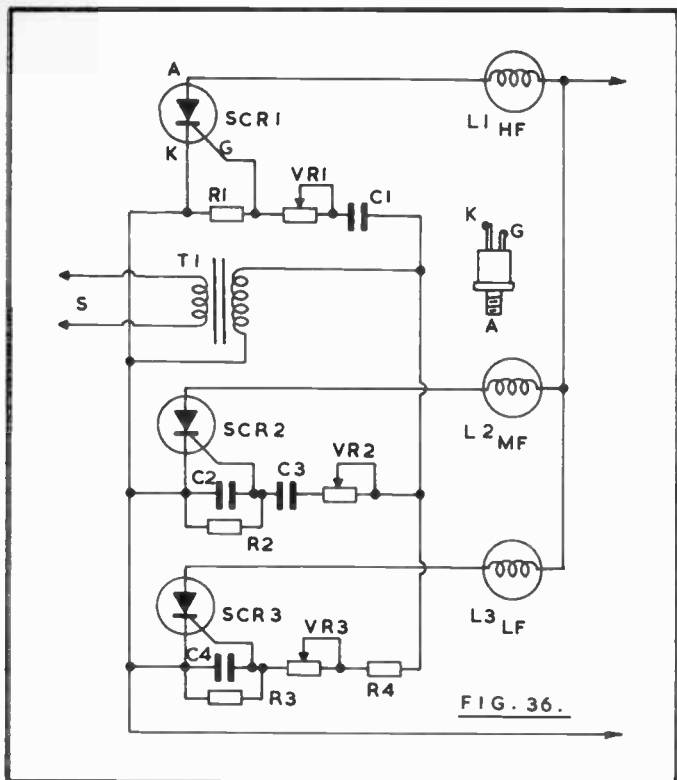 A
SCR1
K
G
L1 HF
R1
VR1
C1
T1
S
K
G
A
SCR2
L2 MF
C2
C3
VR2
R2
SCR3
L3 LF
C4
VR3
R3
R4
FIG. 36.